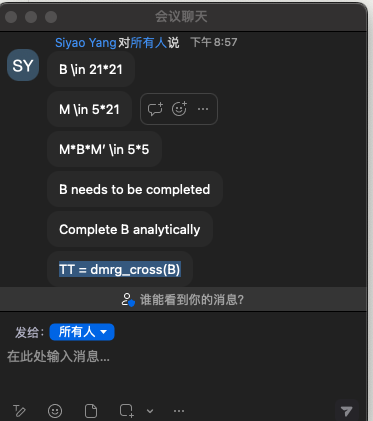 会议聊天
Siyao Yang对所有人说 下午8:57
SY
B \in 21*21
M \in 5*21
M*B*M' \in 5*5
B needs to be completed
Complete B analytically
TT = dmrg_cross(B)
谁能看到你的消息?
发给: 所有人
在此处输入消息...